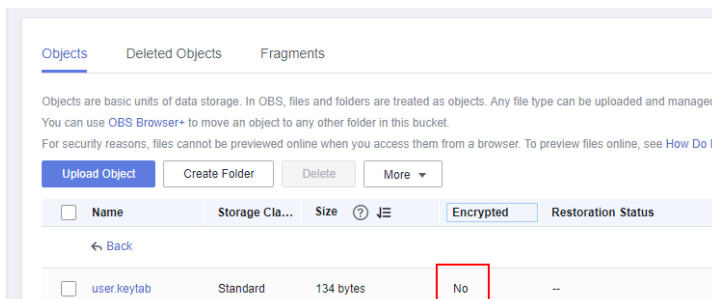 Objects Deleted Objects Fragments
Objects are basic units of data storage. In OBS, files and folders are treated as objects. Any file type can be uploaded and managed
You can use OBS Browser+ to move an object to any other folder in this bucket.
For security reasons, files cannot be previewed online when you access them from a browser. To preview files online, see How Do
Upload Object Create Folder Delete More
Name Storage Cla... Size Encrypted Restoration Status
Back
user.keytab Standard 134 bytes No --